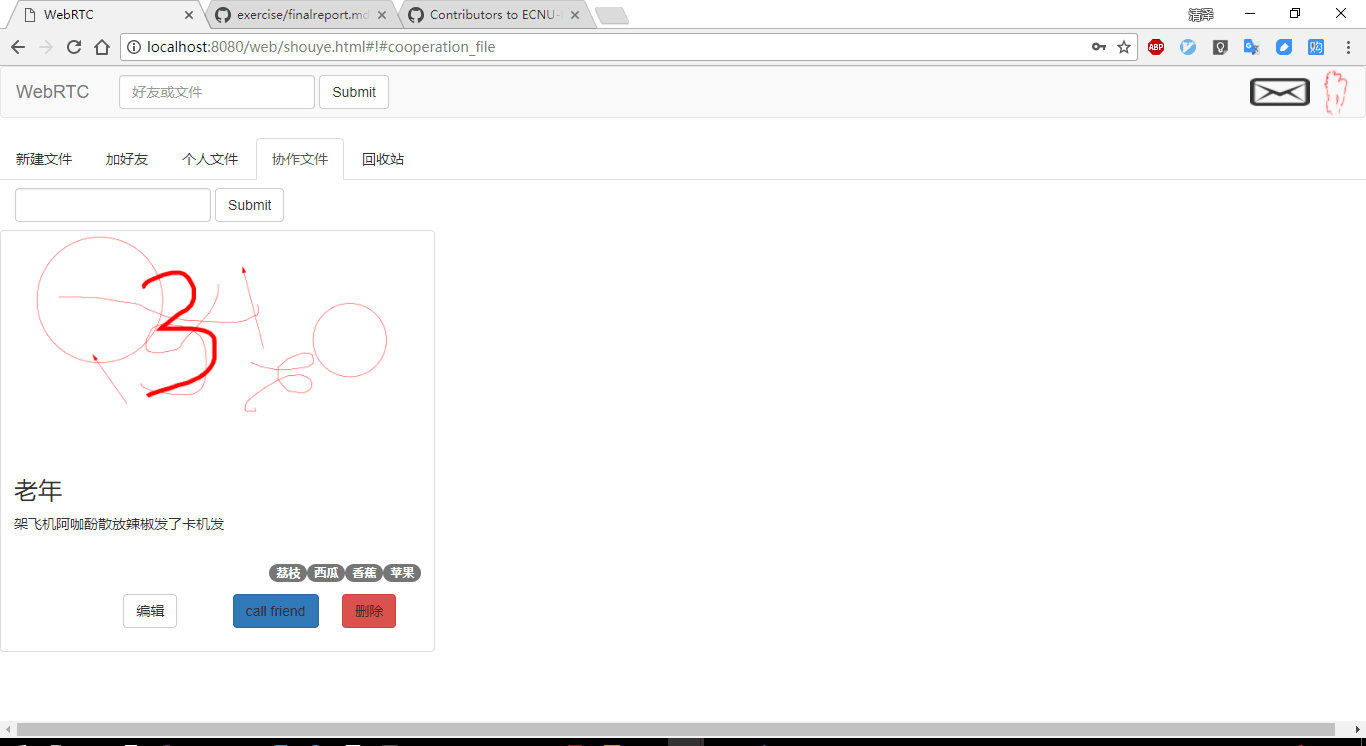 WebRTC
exercise/finalreport.md
Contributors to ECNU-
清泽
localhost:8080/web/shouye.html#!#cooperation_file
ABP
购
WebRTC
好友或文件
Submit
新建文件
加好友
个人文件
协作文件
回收站
Submit
3
老年
架飞机阿咖酚散放辣椒发了卡机发
荔枝 西瓜 香蕉 苹果
编辑
call friend
删除